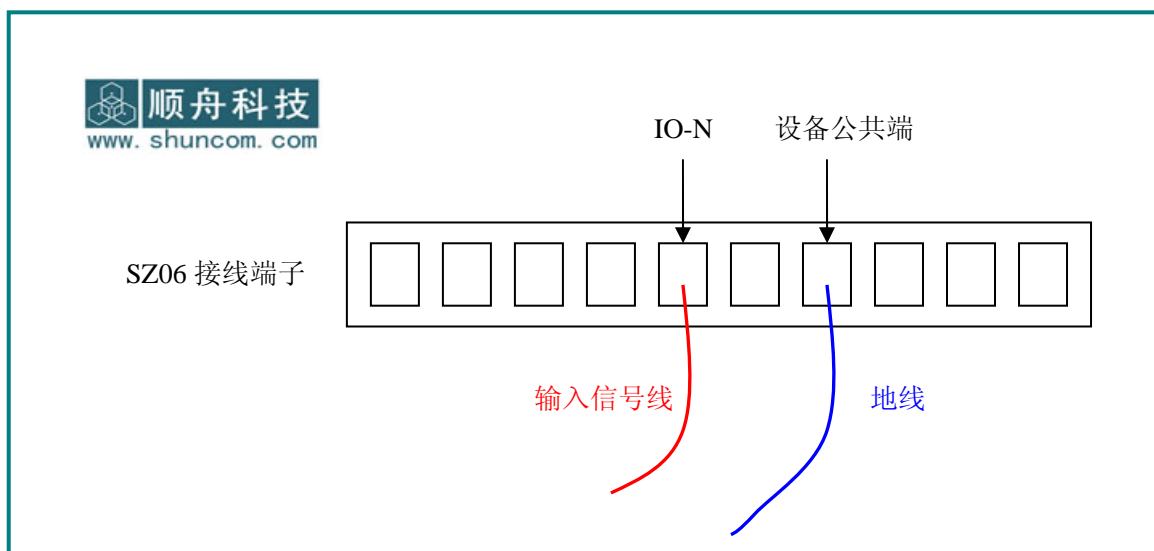 顺舟科技
www. shuncom. com
IO-N
设备公共端
SZ06 接线端子
输入信号线
地线